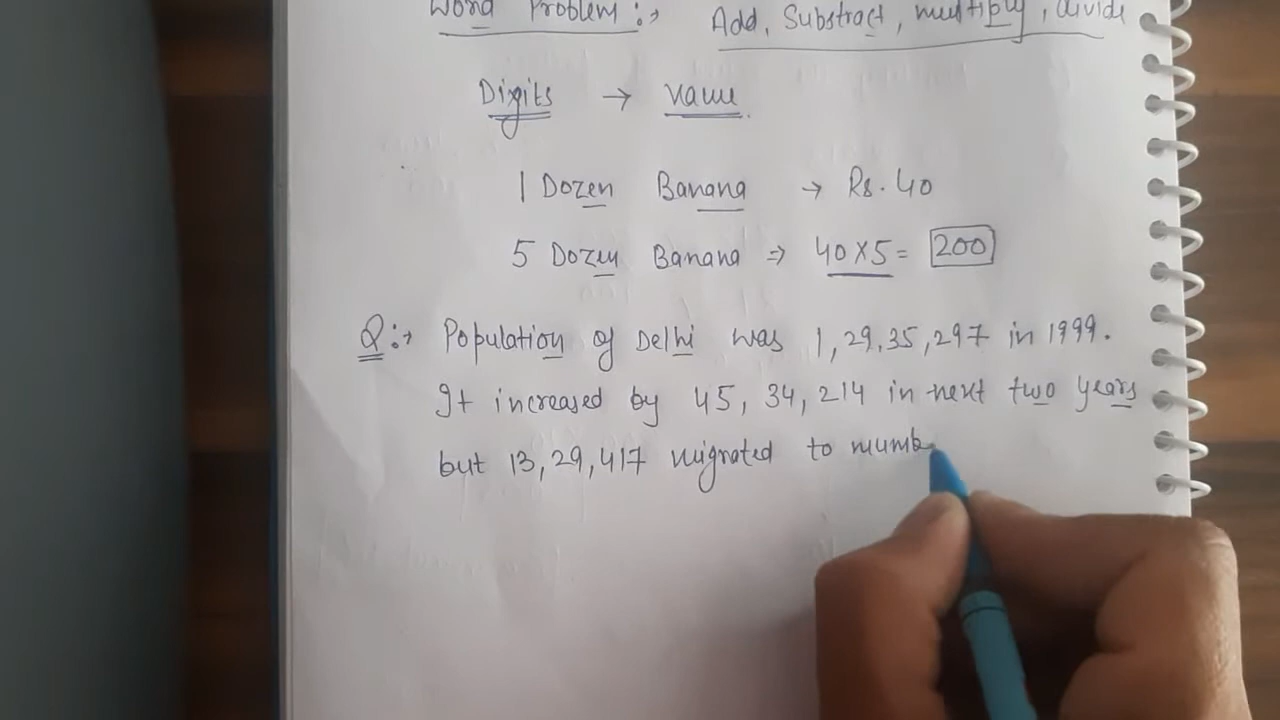 Word Problem :→ Add, Substract, multiply, divide
Digits → Name.
1 Dozen Banana → Rs. 40
5 Dozen Banana ⇒ 40×5 = 200
Q:→ Population of Delhi was 1,29,35,297 in 1999.
It increased by 45,34,214 in next two years
but 13,29,417 migrated to mumb